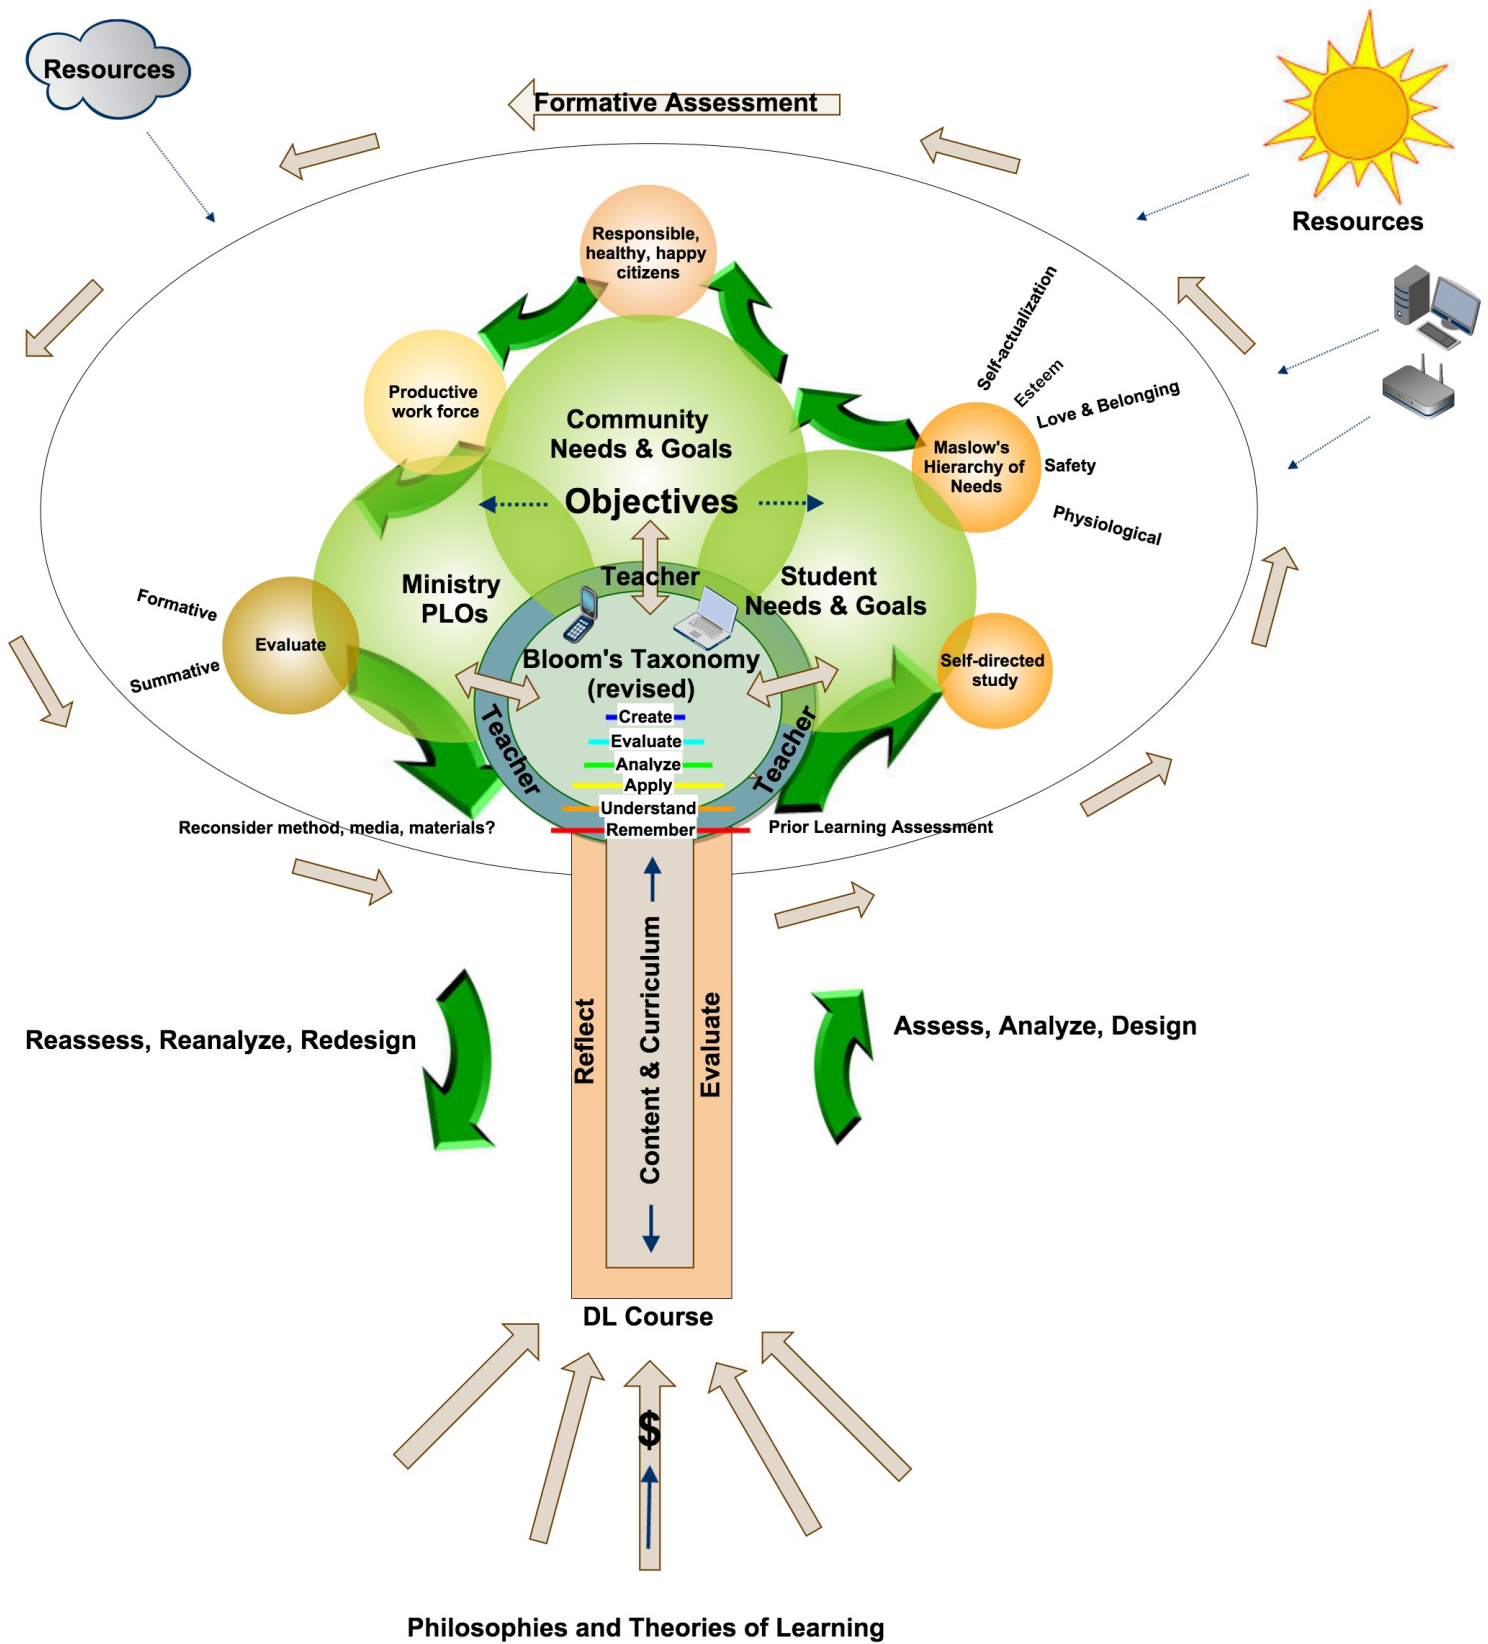 Resources
Formative Assessment
Resources
Responsible,
healthy, happy
citizens
Productive
work force
Community
Needs & Goals
Objectives
Maslow's
Hierarchy of
Needs
Self-actualization
Esteem
Love & Belonging
Safety
Physiological
Ministry
PLOs
Teacher
Student
Needs & Goals
Formative
Evaluate
Summative
Self-directed
study
Bloom's Taxonomy
(revised)
Create
Evaluate
Analyze
Apply
Understand
Remember
Teacher
Teacher
Reconsider method, media, materials?
Prior Learning Assessment
Reflect
Content & Curriculum
Evaluate
Reassess, Reanalyze, Redesign
Assess, Analyze, Design
DL Course
$
Philosophies and Theories of Learning